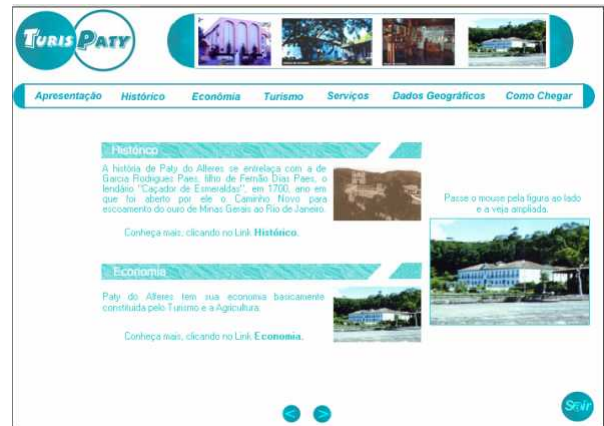 TURIS PATY
Apresentação Histórico Econômia Turismo Serviços Dados Geográficos Como Chegar
Histórico
A história de Paty do Alferes se entrelaça com a de
Garcia Rodrigues Paes, filho de Fernão Dias Paes, o
lendário "Caçador de Esmeraldas", em 1700, ano em
que foi aberto por ele o Caminho Novo para
escoamento do ouro de Minas Gerais ao Rio de Janeiro.
Conheça mais, clicando no Link Histórico.
Passe o mouse pela figura ao lado
e a veja ampliada.
Economia
Paty do Alferes tem sua economia basicamente
constituída pelo Turismo e a Agricultura.
Conheça mais, clicando no Link Economia.
< >
S@ir